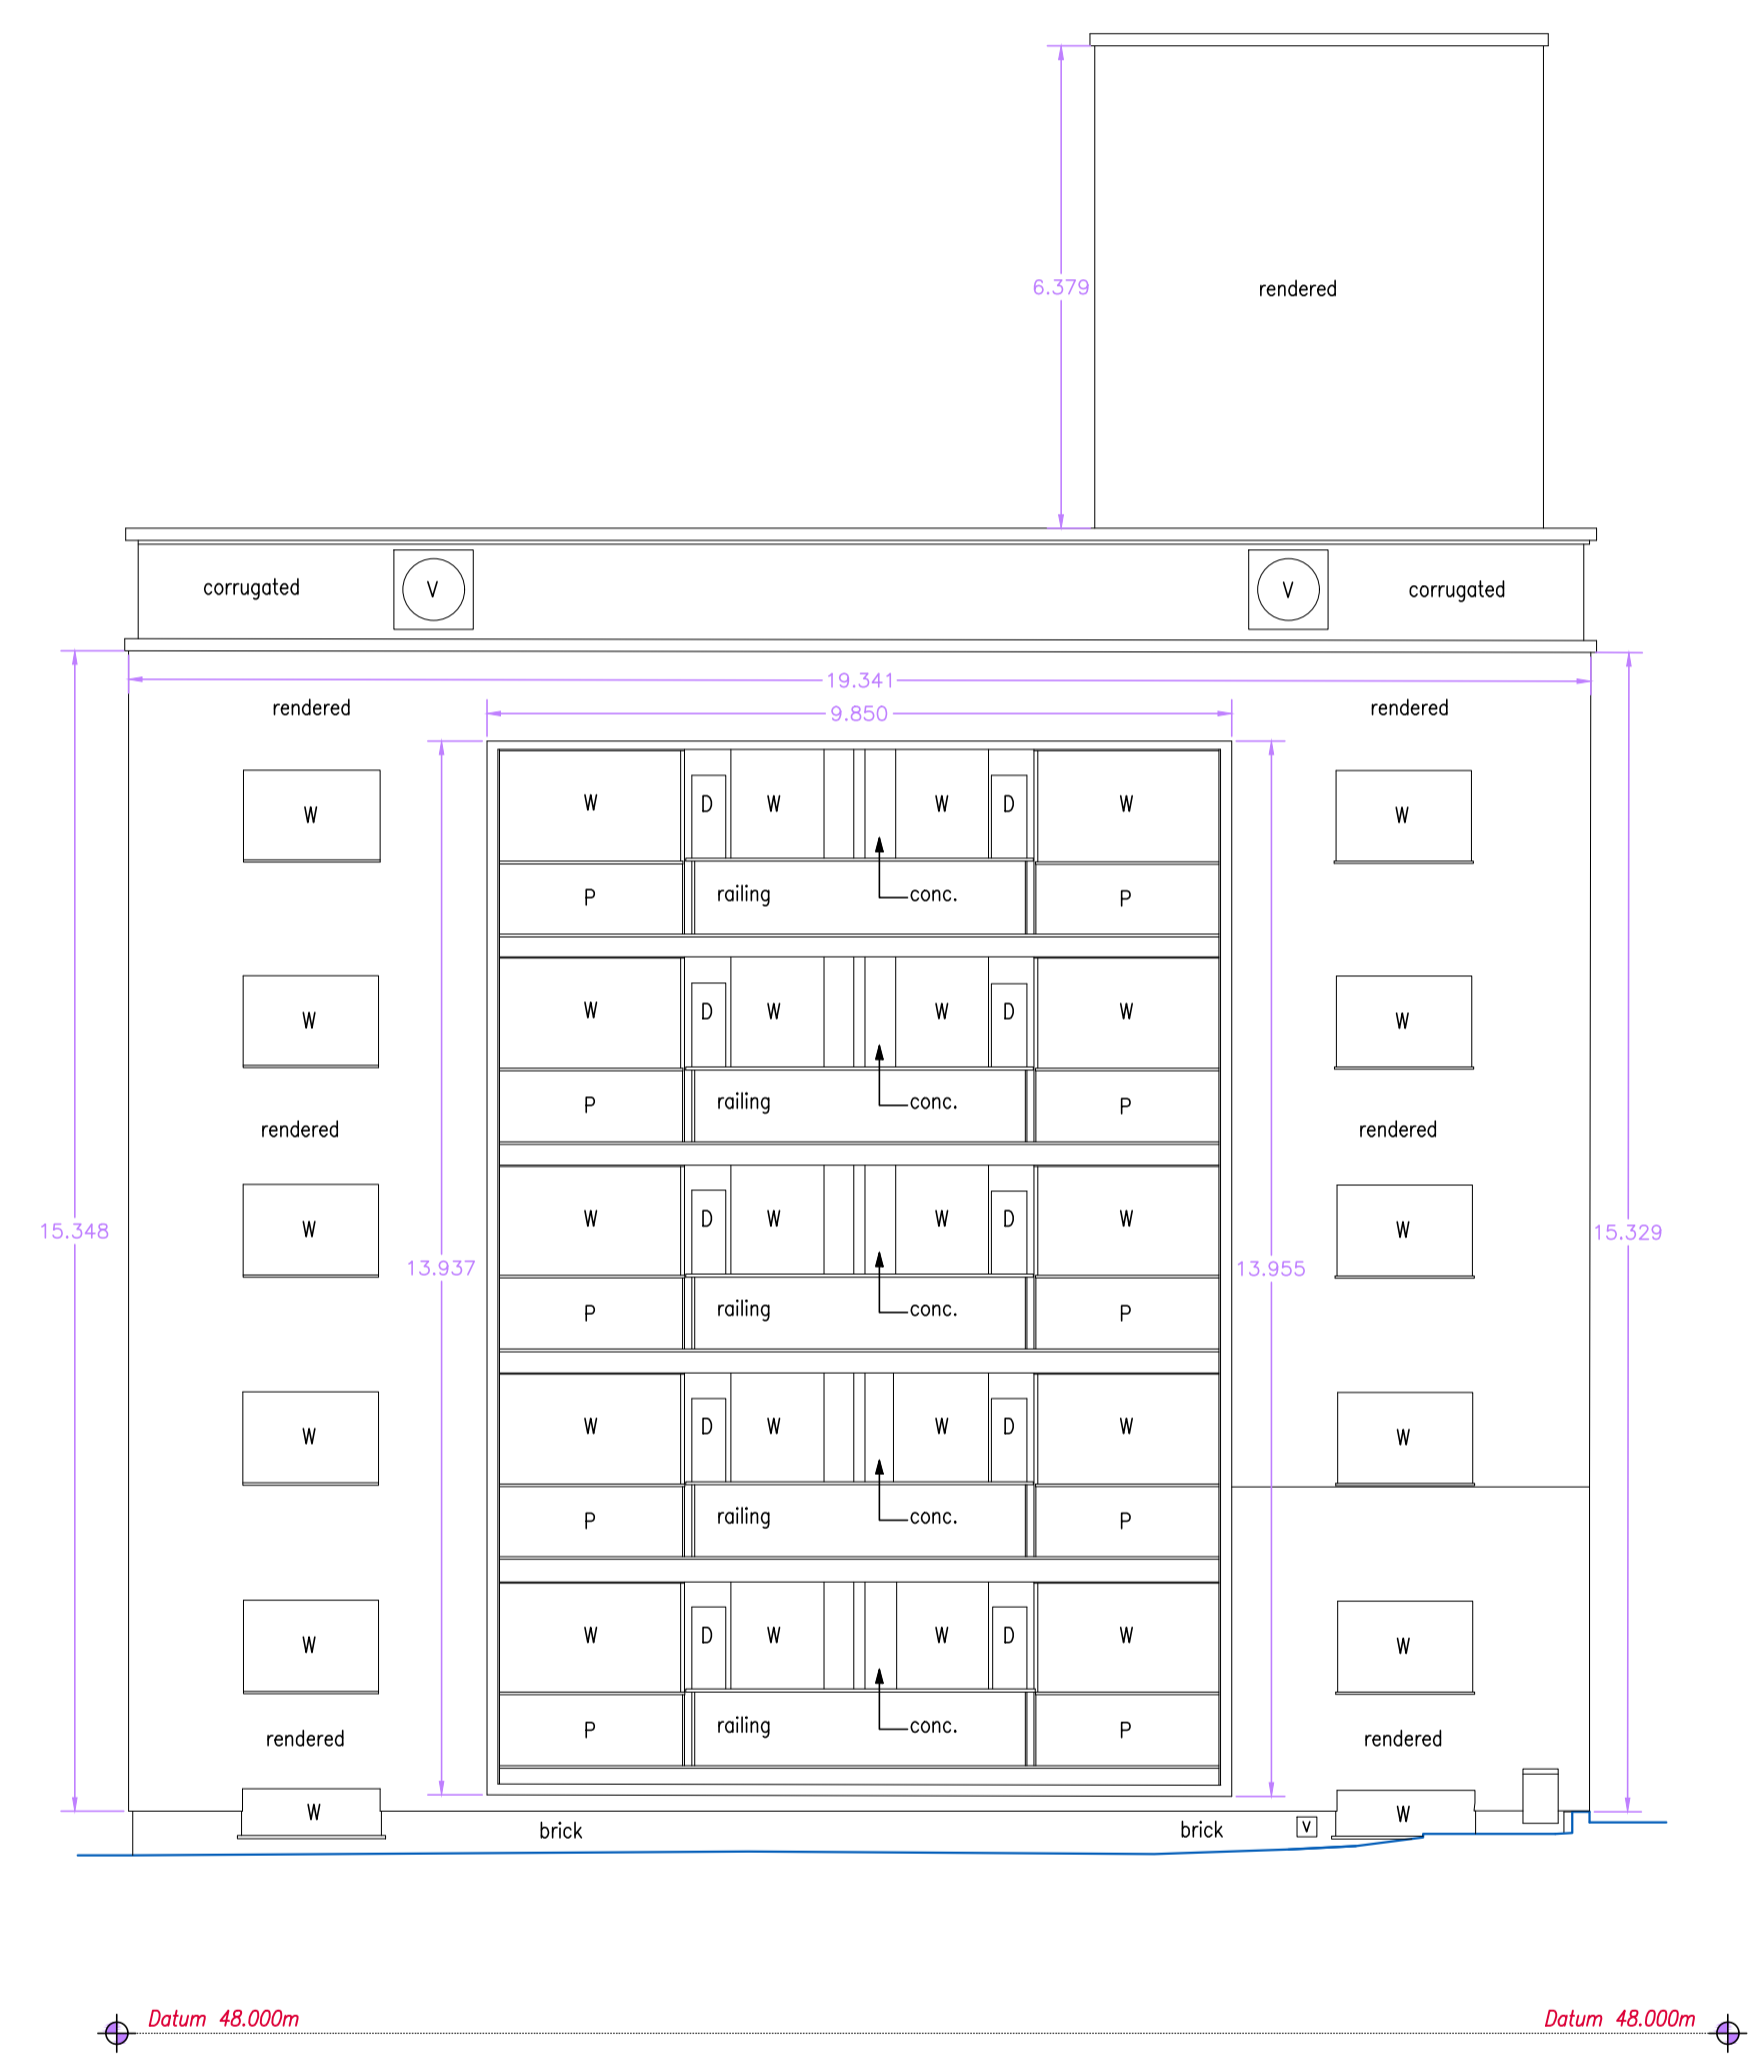 6.379
rendered
corrugated
V
V
corrugated
19.341
rendered
9.850
rendered
W
W
D
W
W
D
W
W
P
railing
conc.
P
W
W
D
W
W
D
W
W
P
railing
conc.
P
rendered
rendered
W
W
D
W
W
D
W
W
15.348
13.937
13.955
15.329
P
railing
conc.
P
W
W
D
W
W
D
W
W
P
railing
conc.
P
W
W
D
W
W
D
W
W
P
railing
conc.
P
rendered
rendered
W
brick
brick
V
W
Datum 48.000m
Datum 48.000m